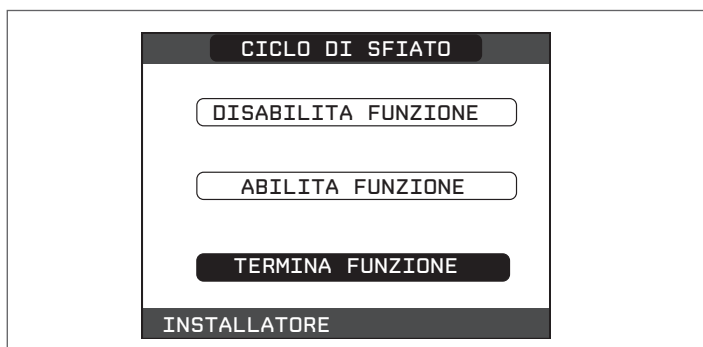 CICLO DI SFIATO
DISABILITA FUNZIONE
ABILITA FUNZIONE
TERMINA FUNZIONE
INSTALLATORE